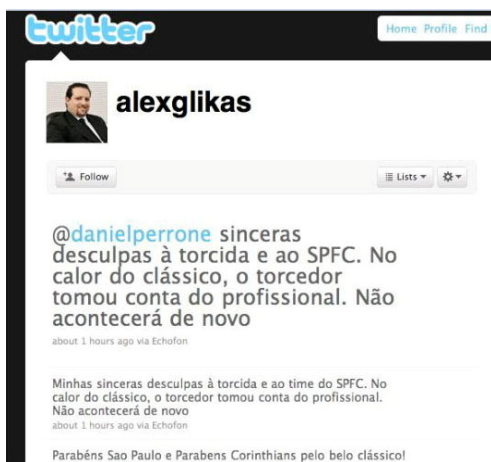 twitter
Home Profile Find
alexglikas
Follow
Lists
@danielperrone sinceras
desculpas à torcida e ao SPFC. No
calor do clássico, o torcedor
tomou conta do profissional. Não
acontecerá de novo
about 1 hours ago via Echofon
Minhas sinceras desculpas à torcida e ao time do SPFC. No
calor do clássico, o torcedor tomou conta do profissional.
Não acontecerá de novo
about 1 hours ago via Echofon
Parabéns Sao Paulo e Parabens Corinthians pelo belo clássico!